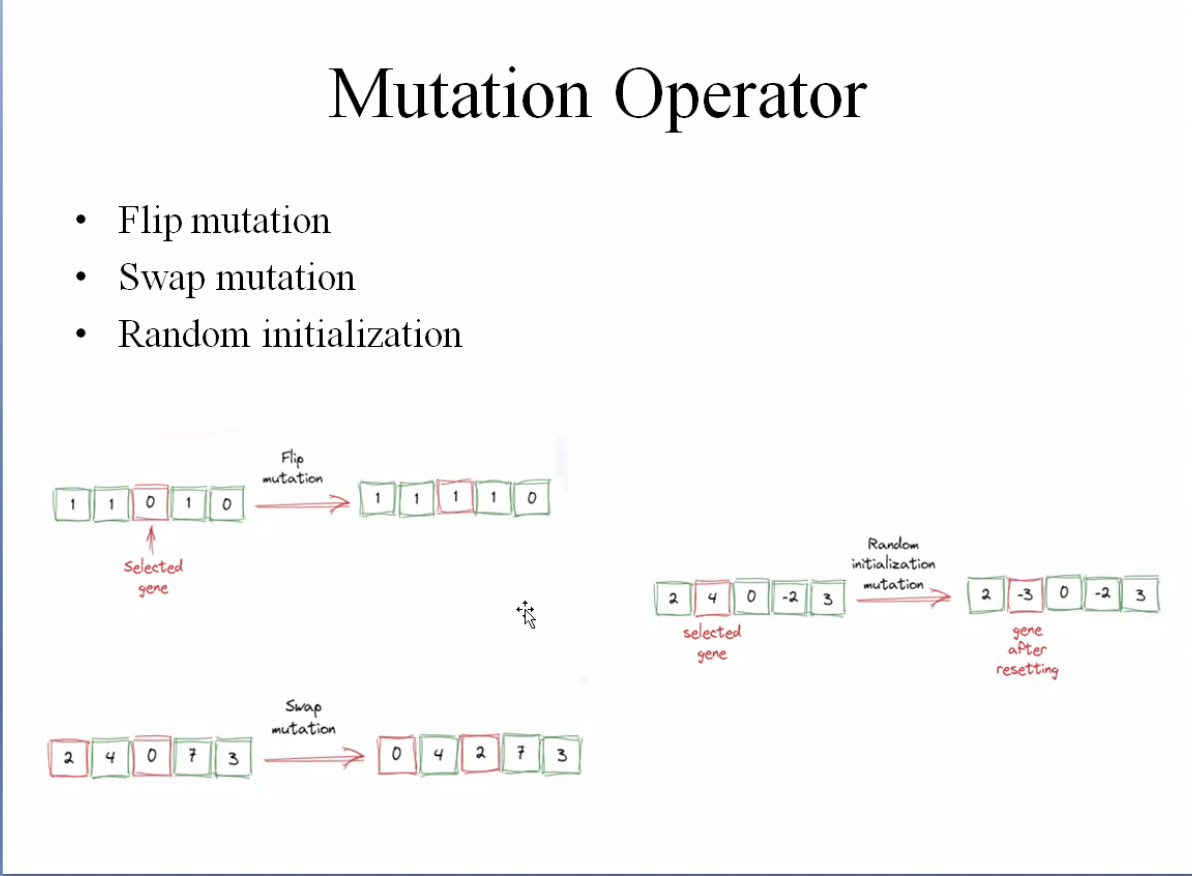 Mutation Operator
• Flip mutation
• Swap mutation
• Random initialization
Flip
mutation
1 1 0 1 0
1 1 1 1 0
Selected
gene
Random
initialization
mutation
2 4 0 -2 3
2 -3 0 -2 3
selected
gene
gene
after
resetting
Swap
mutation
2 4 0 7 3
0 4 2 7 3